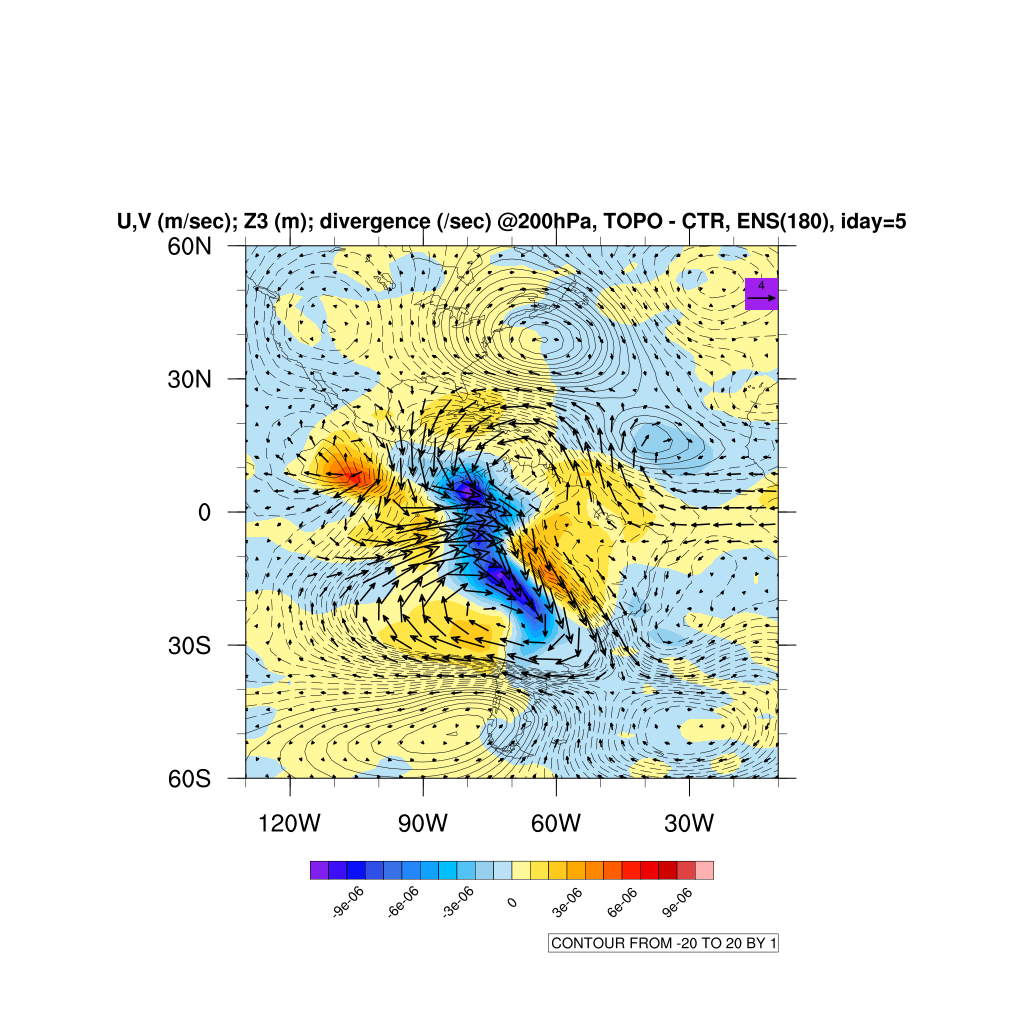 U,V (m/sec); Z3 (m); divergence (/sec) @200hPa, TOPO - CTR, ENS(180), iday=5
60N
4
30N
0
30S
60S
120W 90W 60W 30W
-9e-06 -6e-06 -3e-06 0 3e-06 6e-06 9e-06
CONTOUR FROM -20 TO 20 BY 1